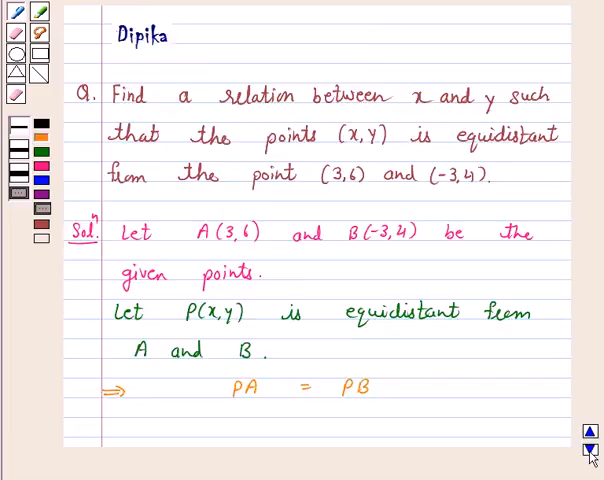 Dipika
Q. Find a relation between x and y such
that the points (x,y) is equidistant
from the point (3,6) and (-3,4).
Solⁿ. Let A(3,6) and B(-3,4) be the
given points.
Let P(x,y) is equidistant from
A and B.
⇒ PA = PB